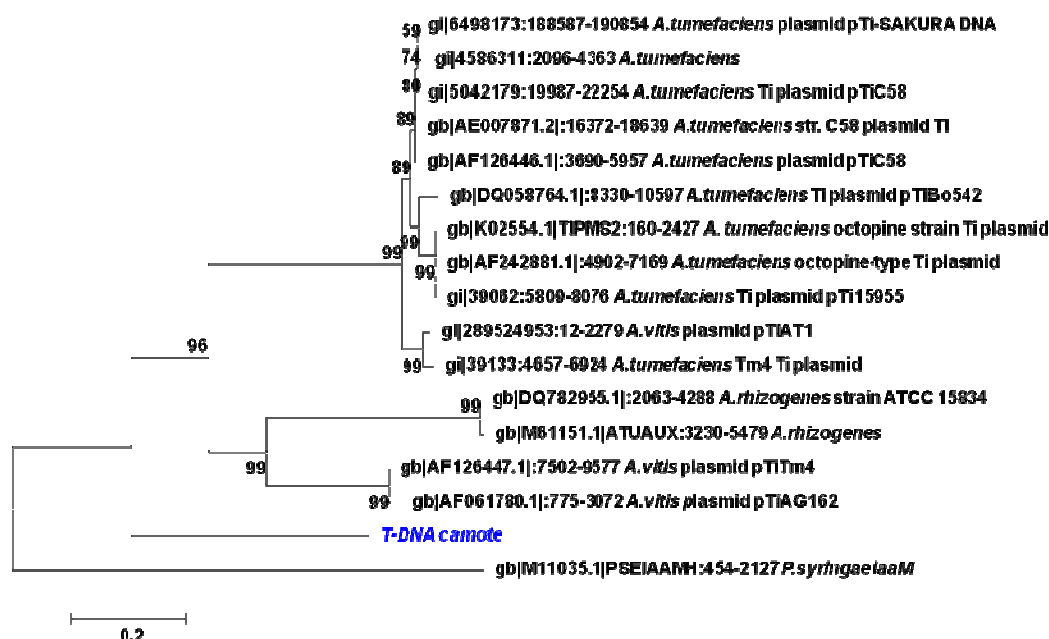 59
gi|6498173:188587-190854 A.tumefaciens plasmid pTi-SAKURA DNA
74
gi|4586311:2096-4363 A.tumefaciens
gi|5042179:19987-22254 A.tumefaciens Ti plasmid pTiC58
89
gb|AE007871.2|:16372-18639 A.tumefaciens str. C58 plasmid Ti
gb|AF126446.1|:3690-5957 A.tumefaciens plasmid pTiC58
89
gb|DQ058764.1|:8330-10597 A.tumefaciens Ti plasmid pTiBo542
gb|K02554.1|TIPMS2:160-2427 A. tumefaciens octopine strain Ti plasmid
99
99
gb|AF242881.1|:4902-7169 A.tumefaciens octopine-type Ti plasmid
99
gi|39062:5809-8076 A.tumefaciens Ti plasmid pTi15955
gi|289524953:12-2279 A.vitis plasmid pTiAT1
96
99
gi|39133:4657-6924 A.tumefaciens Tm4 Ti plasmid
99
gb|DQ782955.1|:2063-4288 A.rhizogenes strain ATCC 15834
gb|M61151.1|ATUAUX:3230-5479 A.rhizogenes
99
gb|AF126447.1|:7502-9577 A.vitis plasmid pTiTm4
99
gb|AF061780.1|:775-3072 A.vitis plasmid pTiAG162
T-DNA camote
gb|M11035.1|PSEIAAMH:454-2127 P.syringae iaaM
0.2